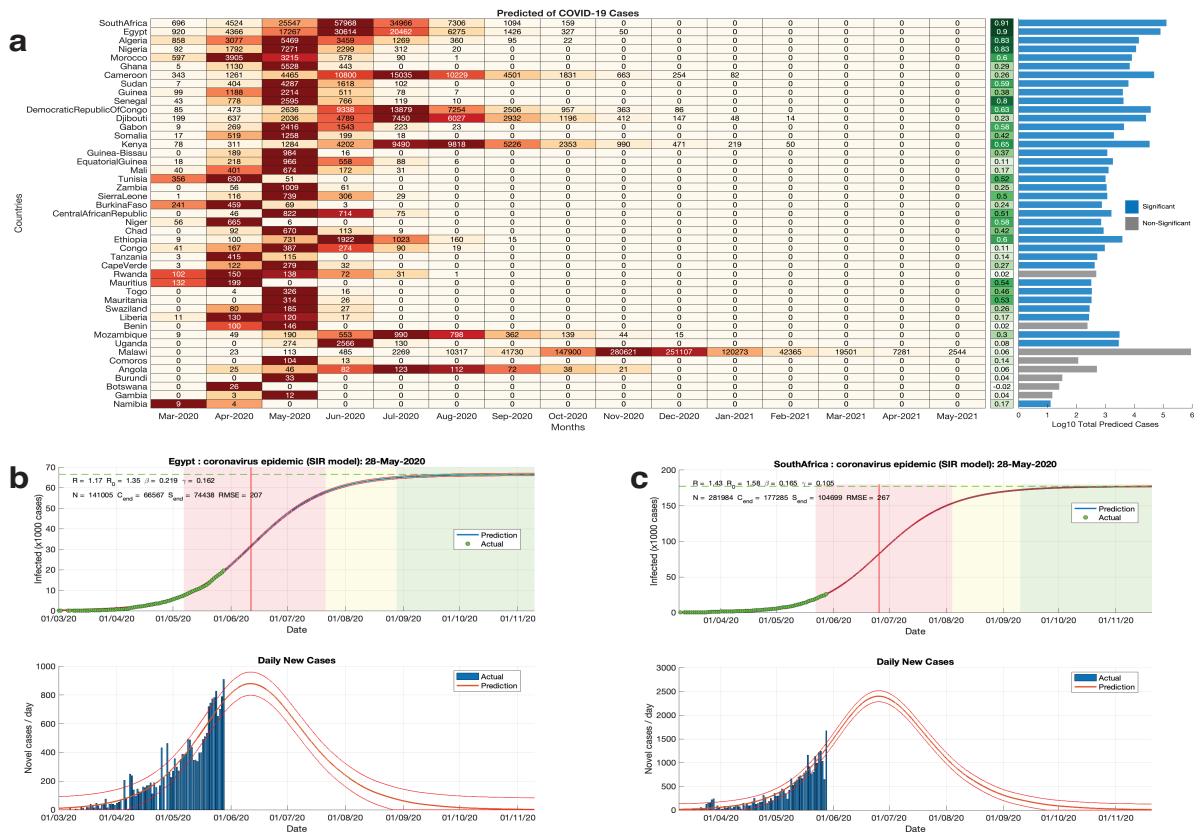 Predicted of COVID-19 Cases
a
SouthAfrica 696 4524 25547 57968 34966 7306 1094 159 0 0 0 0 0 0 0 0.91
Egypt 920 4366 17267 30614 20462 6275 1426 327 50 0 0 0 0 0 0 0.9
Algeria 858 3077 5469 3459 1269 360 95 22 0 0 0 0 0 0 0 0.83
Nigeria 92 1792 7271 2299 312 20 0 0 0 0 0 0 0 0 0 0.83
Morocco 597 3905 3215 578 90 1 0 0 0 0 0 0 0 0 0 0.6
Ghana 5 1130 5528 443 0 0 0 0 0 0 0 0 0 0 0 0.29
Cameroon 343 1261 4465 10800 15035 10229 4501 1831 663 254 82 0 0 0 0 0.26
Sudan 7 404 4287 1618 102 0 0 0 0 0 0 0 0 0 0 0.59
Guinea 99 1188 2214 511 78 7 0 0 0 0 0 0 0 0 0 0.38
Senegal 43 778 2595 766 119 10 0 0 0 0 0 0 0 0 0 0.8
DemocraticRepublicOfCongo 85 473 2636 9338 13879 7254 2506 957 363 86 0 0 0 0 0 0.63
Djibouti 199 637 2036 4789 7450 6027 2932 1196 412 147 48 14 0 0 0 0.23
Gabon 9 269 2416 1543 223 23 0 0 0 0 0 0 0 0 0 0.58
Somalia 17 519 1258 199 18 0 0 0 0 0 0 0 0 0 0 0.42
Kenya 78 311 1284 4202 9490 9818 5226 2353 990 471 219 50 0 0 0 0.65
Guinea-Bissau 0 189 984 16 0 0 0 0 0 0 0 0 0 0 0 0.37
EquatorialGuinea 18 218 966 558 88 6 0 0 0 0 0 0 0 0 0 0.11
Mali 40 401 674 172 31 0 0 0 0 0 0 0 0 0 0 0.17
Tunisia 356 630 51 0 0 0 0 0 0 0 0 0 0 0 0 0.52
Zambia 0 56 1009 61 0 0 0 0 0 0 0 0 0 0 0 0.25
SierraLeone 1 116 739 306 29 0 0 0 0 0 0 0 0 0 0 0.5
BurkinaFaso 241 459 69 3 0 0 0 0 0 0 0 0 0 0 0 0.24
CentralAfricanRepublic 0 46 822 714 75 0 0 0 0 0 0 0 0 0 0 0.51
Niger 56 665 6 0 0 0 0 0 0 0 0 0 0 0 0 0.58
Chad 0 92 670 113 9 0 0 0 0 0 0 0 0 0 0 0.42
Ethiopia 9 100 731 1922 1023 160 15 0 0 0 0 0 0 0 0 0.6
Congo 41 167 387 274 90 19 0 0 0 0 0 0 0 0 0 0.11
Tanzania 3 415 115 0 0 0 0 0 0 0 0 0 0 0 0 0.14
CapeVerde 3 122 279 32 0 0 0 0 0 0 0 0 0 0 0 0.27
Rwanda 102 150 138 72 31 1 0 0 0 0 0 0 0 0 0 0.02
Mauritius 132 199 0 0 0 0 0 0 0 0 0 0 0 0 0 0.54
Togo 0 4 326 16 0 0 0 0 0 0 0 0 0 0 0 0.46
Mauritania 0 0 314 26 0 0 0 0 0 0 0 0 0 0 0 0.53
Swaziland 0 80 185 27 0 0 0 0 0 0 0 0 0 0 0 0.26
Liberia 11 130 120 17 0 0 0 0 0 0 0 0 0 0 0 0.17
Benin 0 100 146 0 0 0 0 0 0 0 0 0 0 0 0 0.02
Mozambique 9 49 190 553 990 798 362 139 44 15 0 0 0 0 0 0.3
Uganda 0 0 274 2566 130 0 0 0 0 0 0 0 0 0 0 0.08
Malawi 0 23 113 485 2269 10317 41730 147900 280621 251107 120273 42365 19501 7281 2544 0.06
Comoros 0 0 104 13 0 0 0 0 0 0 0 0 0 0 0 0.14
Angola 0 25 46 82 123 112 72 38 21 0 0 0 0 0 0 0.06
Burundi 0 0 33 0 0 0 0 0 0 0 0 0 0 0 0 0.04
Botswana 0 26 0 0 0 0 0 0 0 0 0 0 0 0 0 -0.02
Gambia 0 3 12 0 0 0 0 0 0 0 0 0 0 0 0 0.04
Namibia 9 4 0 0 0 0 0 0 0 0 0 0 0 0 0 0.17
Countries
Significant
Non-Significant
Mar-2020 Apr-2020 May-2020 Jun-2020 Jul-2020 Aug-2020 Sep-2020 Oct-2020 Nov-2020 Dec-2020 Jan-2021 Feb-2021 Mar-2021 Apr-2021 May-2021
0 1 2 3 4 5 6
Months
Log10 Total Prediced Cases
b
Egypt : coronavirus epidemic (SIR model): 28-May-2020
R = 1.17 R0 = 1.35 β = 0.219 γ = 0.162
N = 141005 Cend = 66567 Send = 74438 RMSE = 207
70
60
50
40
30
20
10
0
Infected (x1000 cases)
Prediction
Actual
01/03/20 01/04/20 01/05/20 01/06/20 01/07/20 01/08/20 01/09/20 01/10/20 01/11/20
Date
Daily New Cases
1000
800
600
400
200
0
Novel cases / day
Actual
Prediction
01/03/20 01/04/20 01/05/20 01/06/20 01/07/20 01/08/20 01/09/20 01/10/20 01/11/20
Date
c
SouthAfrica : coronavirus epidemic (SIR model): 28-May-2020
R = 1.43 R0 = 1.58 β = 0.165 γ = 0.105
N = 281984 Cend = 177285 Send = 104699 RMSE = 267
200
150
100
50
0
Infected (x1000 cases)
Prediction
Actual
01/04/20 01/05/20 01/06/20 01/07/20 01/08/20 01/09/20 01/10/20 01/11/20
Date
Daily New Cases
3000
2500
2000
1500
1000
500
0
Novel cases / day
Actual
Prediction
01/04/20 01/05/20 01/06/20 01/07/20 01/08/20 01/09/20 01/10/20 01/11/20
Date